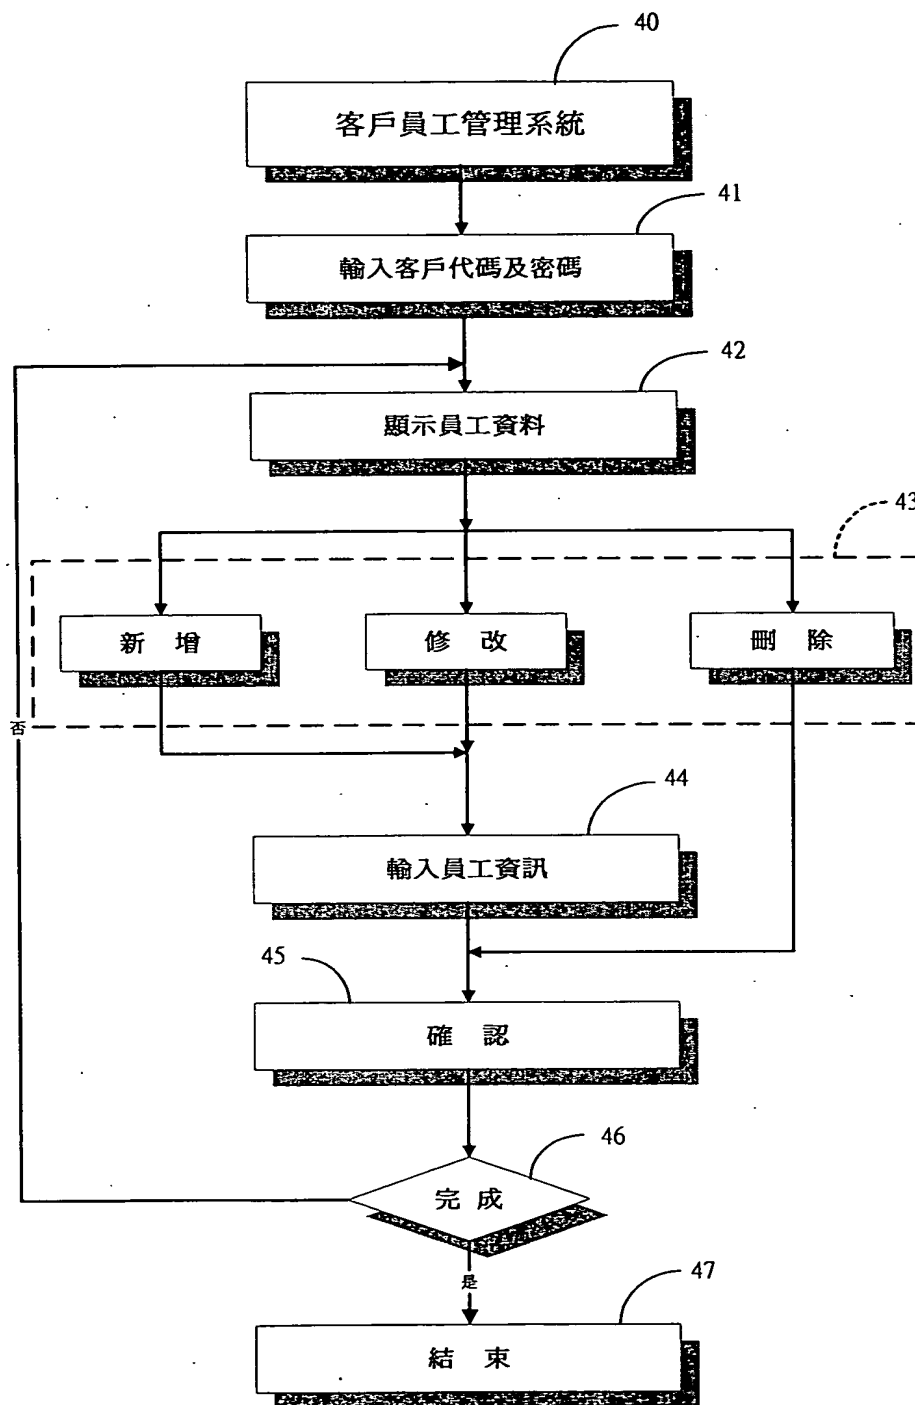 40
客戶員工管理系統
41
輸入客戶代碼及密碼
42
顯示員工資料
43
新 增
修 改
刪 除
否
44
輸入員工資訊
45
確 認
46
完 成
是
47
結 束